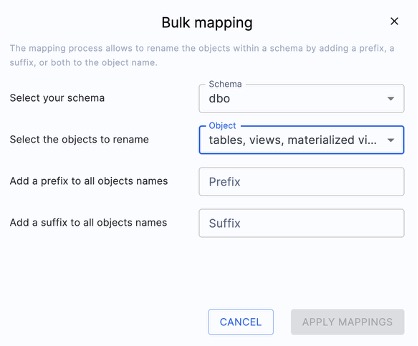 Bulk mapping
The mapping process allows to rename the objects within a schema by adding a prefix, a
suffix, or both to the object name.
Schema
Select your schema
dbo
Object
Select the objects to rename
tables, views, materialized vi...
Add a prefix to all objects names
Prefix
Add a suffix to all objects names
Suffix
CANCEL
APPLY MAPPINGS